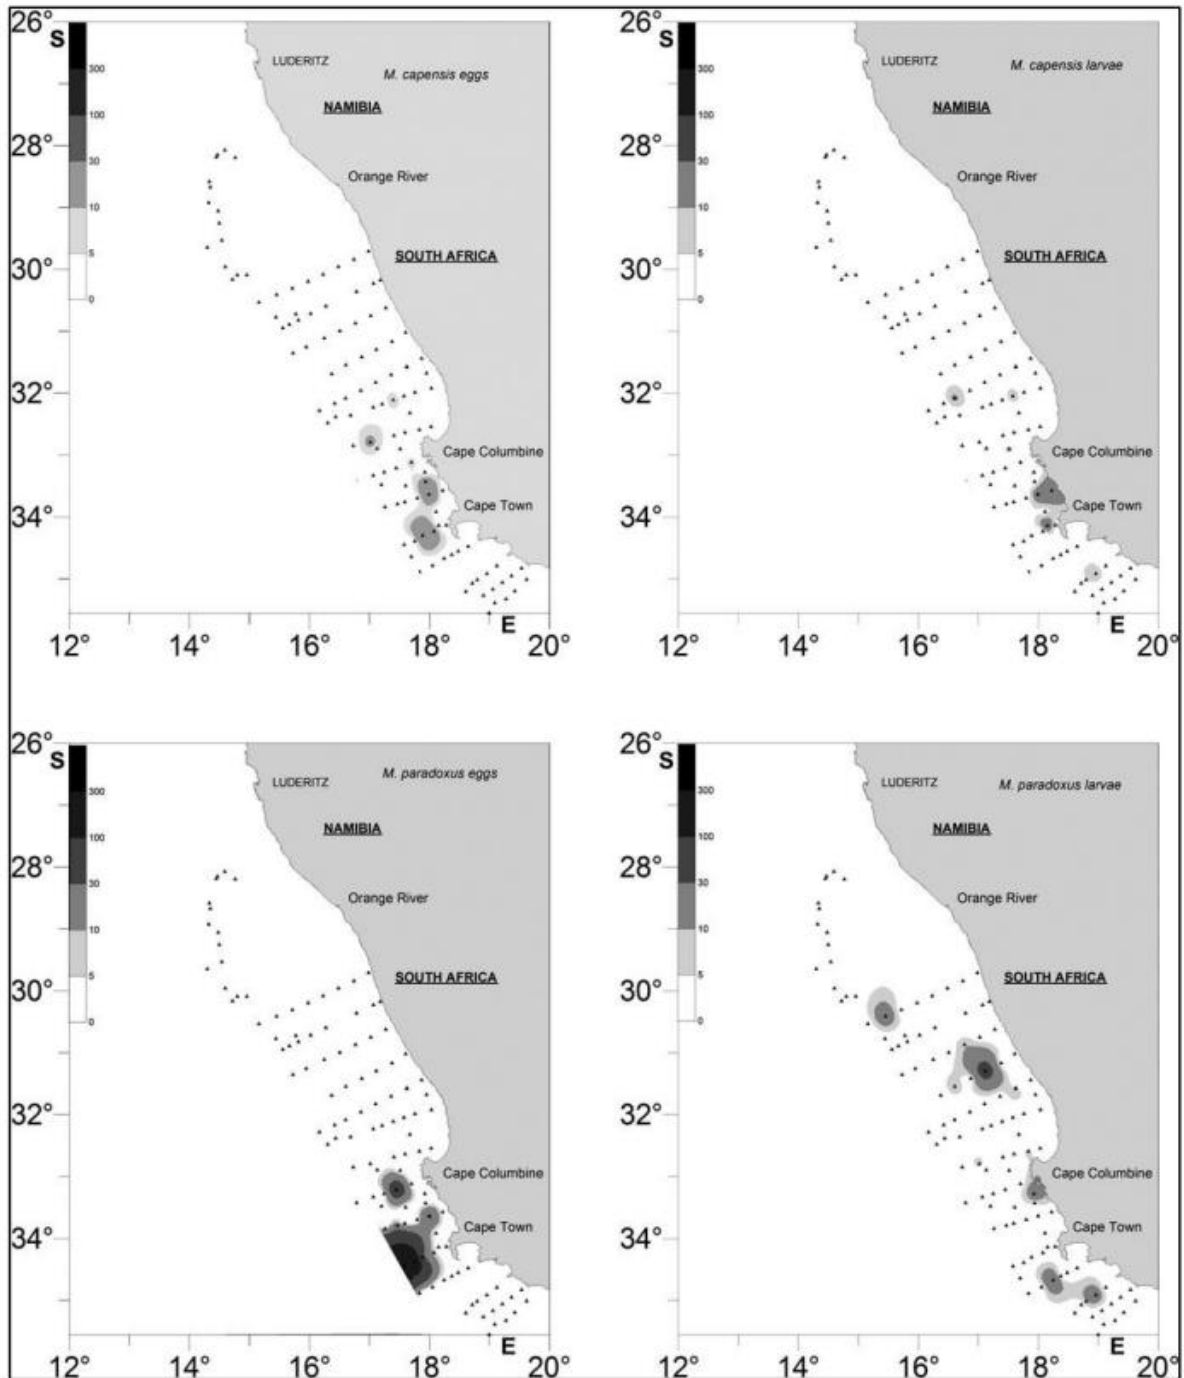 26°
S
300
100
30
10
5
0
LUDERITZ
M. capensis eggs
NAMIBIA
28°
Orange River
SOUTH AFRICA
30°
32°
Cape Columbine
Cape Town
34°
E
12° 14° 16° 18° 20°
26°
S
300
100
30
10
5
0
LUDERITZ
M. capensis larvae
NAMIBIA
28°
Orange River
SOUTH AFRICA
30°
32°
Cape Columbine
Cape Town
34°
E
12° 14° 16° 18° 20°
26°
S
300
100
30
10
5
0
LUDERITZ
M. paradoxus eggs
NAMIBIA
28°
Orange River
SOUTH AFRICA
30°
32°
Cape Columbine
Cape Town
34°
E
12° 14° 16° 18° 20°
26°
S
300
100
30
10
5
0
LUDERITZ
M. paradoxus larvae
NAMIBIA
28°
Orange River
SOUTH AFRICA
30°
32°
Cape Columbine
Cape Town
34°
E
12° 14° 16° 18° 20°